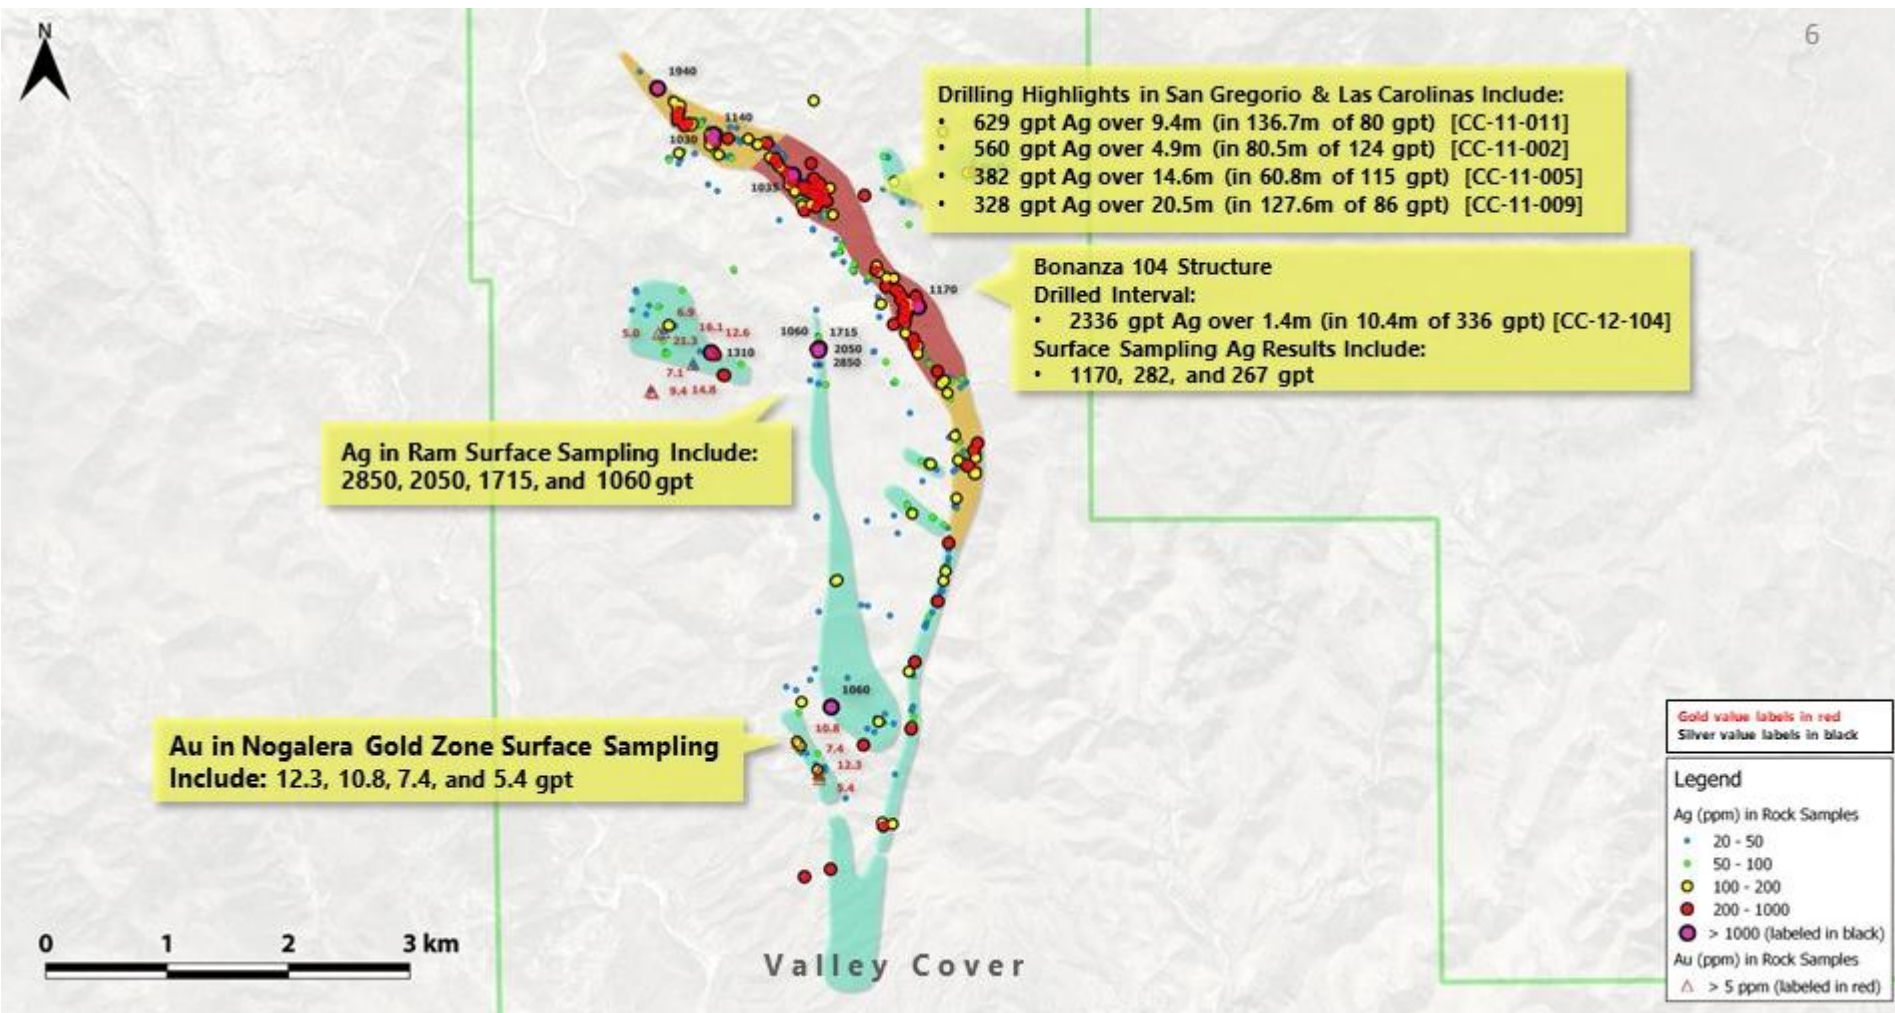 N
6
1940
1140
1030
1035
Drilling Highlights in San Gregorio & Las Carolinas Include:
• 629 gpt Ag over 9.4m (in 136.7m of 80 gpt) [CC-11-011]
• 560 gpt Ag over 4.9m (in 80.5m of 124 gpt) [CC-11-002]
• 382 gpt Ag over 14.6m (in 60.8m of 115 gpt) [CC-11-005]
• 328 gpt Ag over 20.5m (in 127.6m of 86 gpt) [CC-11-009]
1170
Bonanza 104 Structure
Drilled Interval:
• 2336 gpt Ag over 1.4m (in 10.4m of 336 gpt) [CC-12-104]
Surface Sampling Ag Results Include:
• 1170, 282, and 267 gpt
6.9
5.0
16.1 12.6
21.3
1310
7.1
9.4 14.8
1060
1715
2050
2850
Ag in Ram Surface Sampling Include:
2850, 2050, 1715, and 1060 gpt
1060
10.8
7.4
12.3
5.4
Au in Nogalera Gold Zone Surface Sampling
Include: 12.3, 10.8, 7.4, and 5.4 gpt
0 1 2 3 km
Valley Cover
Gold value labels in red
Silver value labels in black
Legend
Ag (ppm) in Rock Samples
20 - 50
50 - 100
100 - 200
200 - 1000
> 1000 (labeled in black)
Au (ppm) in Rock Samples
> 5 ppm (labeled in red)